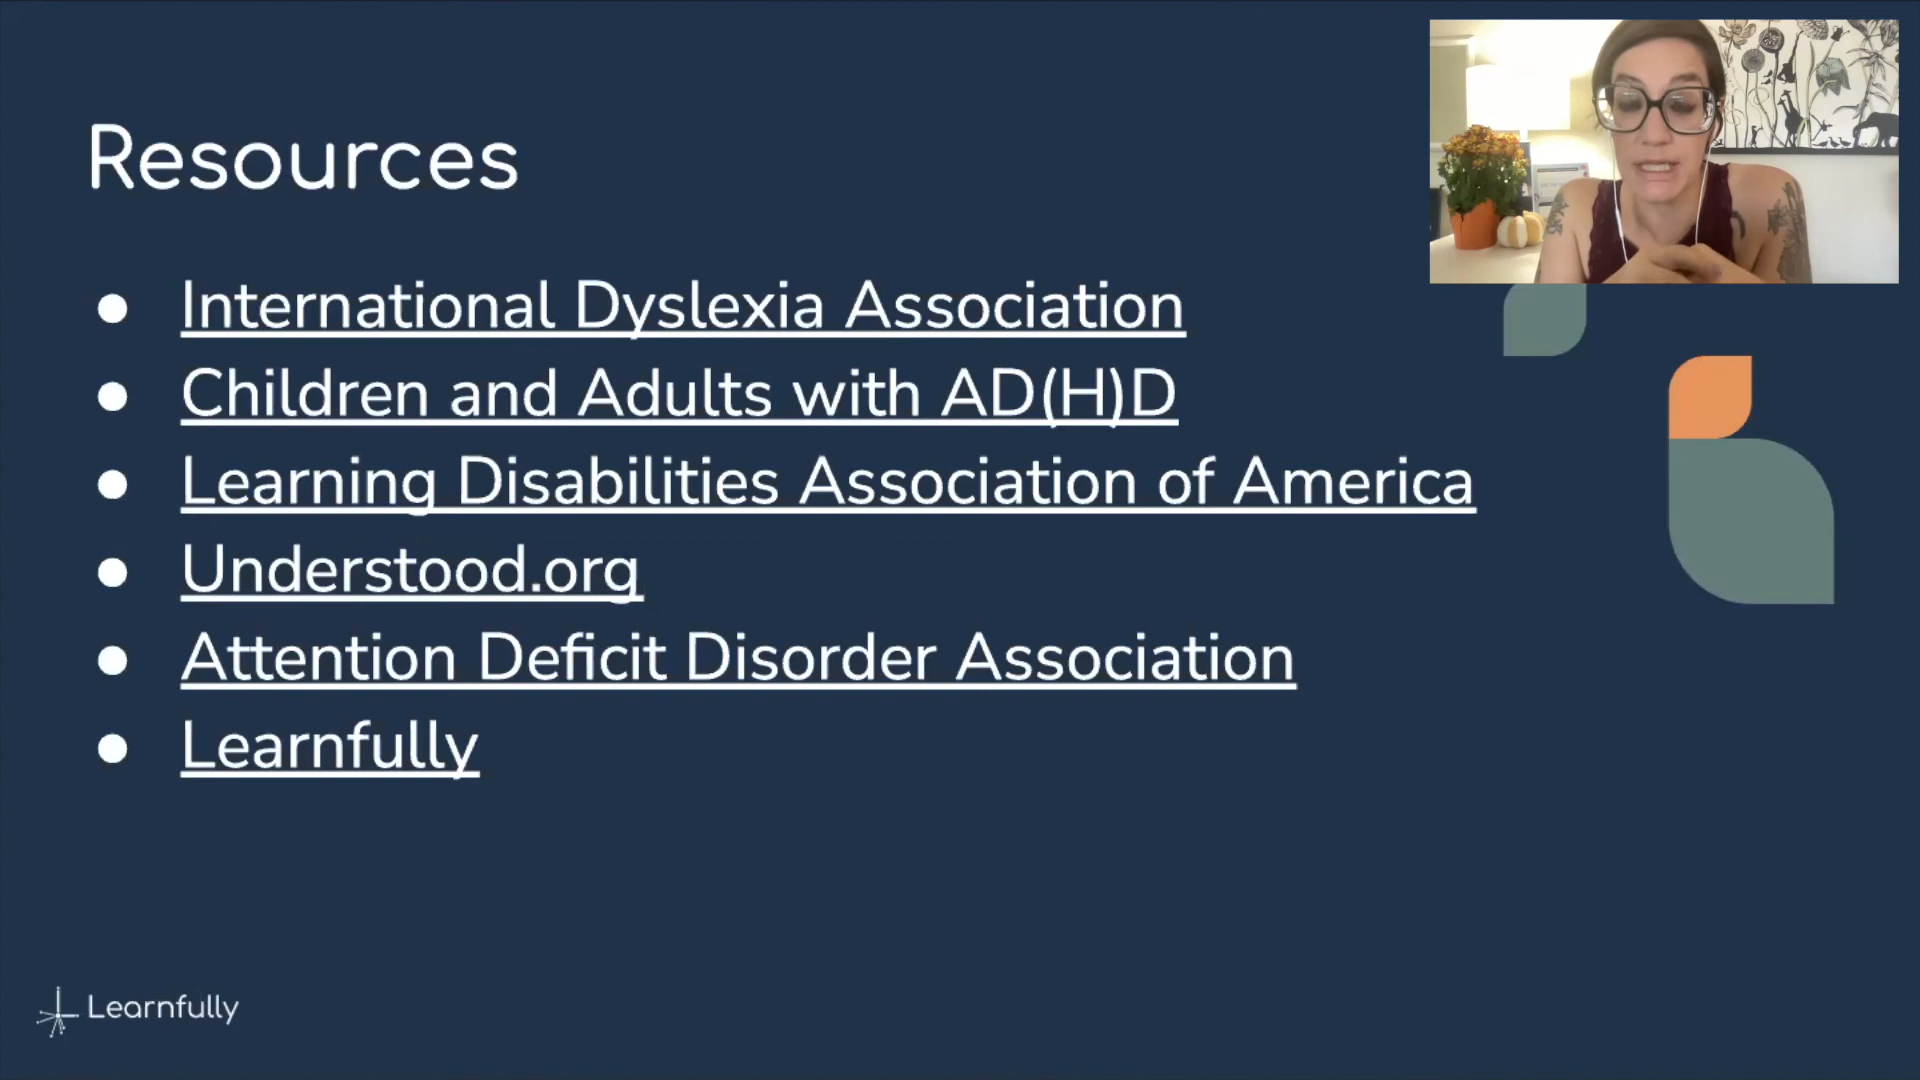 Resources
International Dyslexia Association
Children and Adults with AD(H)D
Learning Disabilities Association of America
Understood.org
Attention Deficit Disorder Association
Learnfully
Learnfully